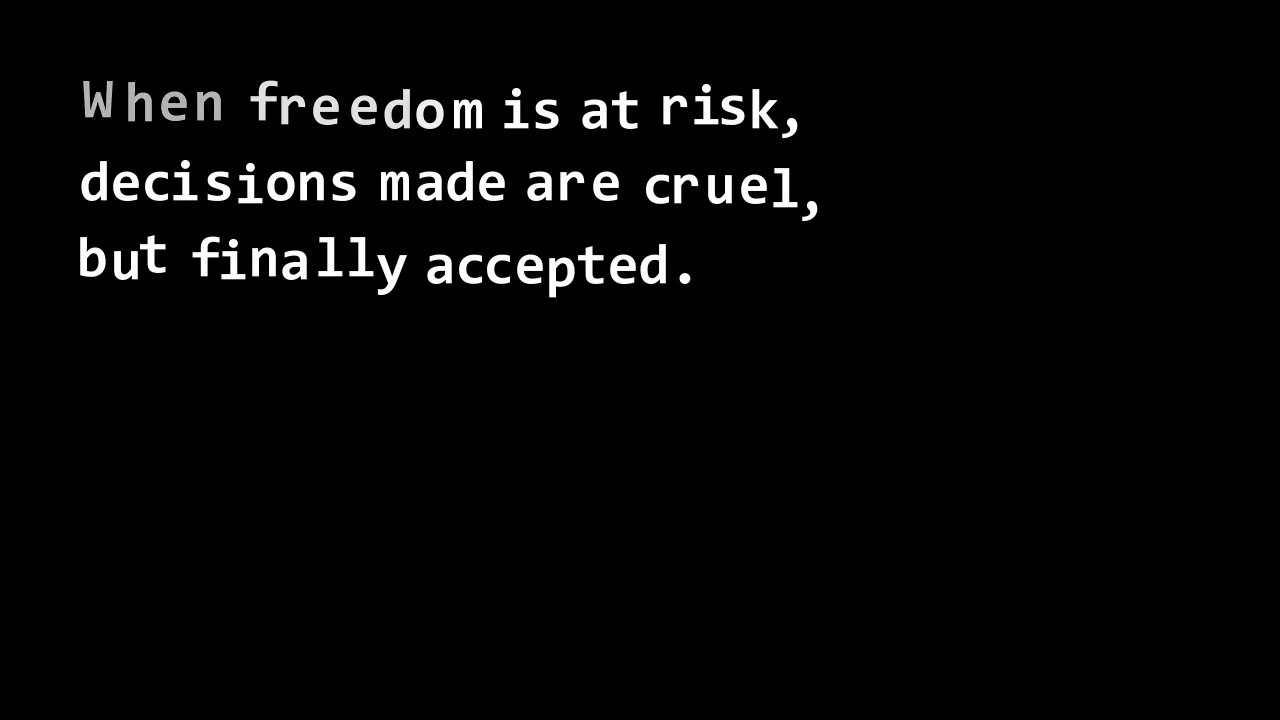 When freedom is at risk,
decisions made are cruel,
but finally accepted.